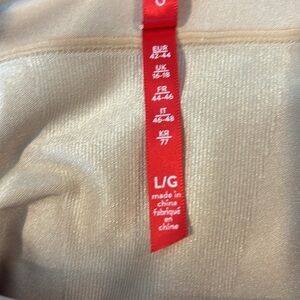 EUR
42-44
UK
16-18
FR
44-46
IT
46-48
KR
77
L/G
made in
china
fabriqué
en
chine